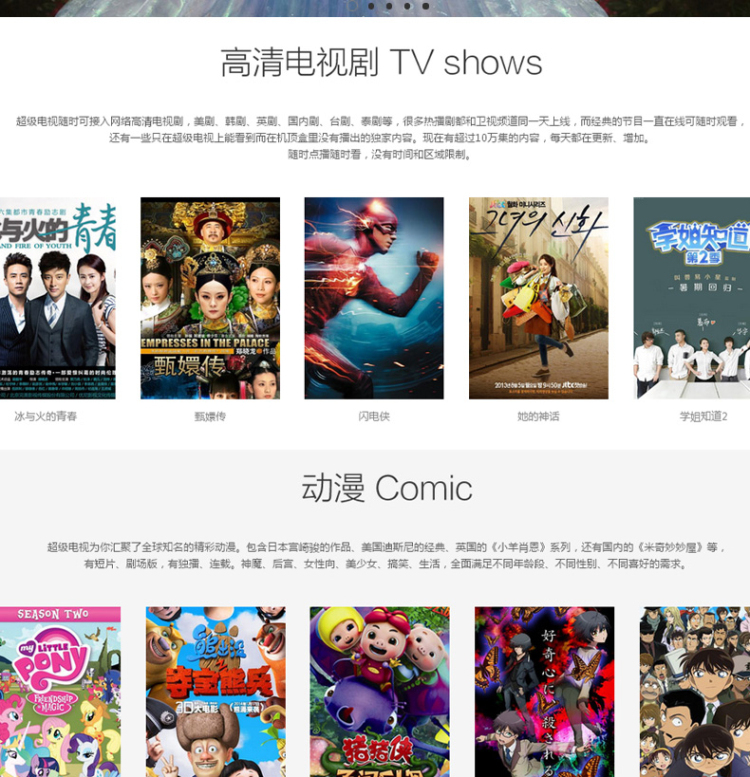 高清电视剧 TV shows
超级电视随时可接入网络高清电视剧，美剧、韩剧、英剧、国内剧、台剧、泰剧等，很多热播剧都和卫视频道同一天上线，而经典的节目一直在线可随时观看，
还有一些只在超级电视上能看到而在机顶盒里没有播出的独家内容。现在有超过10万集的内容，每天都在更新、增加。
随时点播随时看，没有时间和区域限制。
与火的青春
AND FIRE OF YOUTH
EMPRESSES IN THE PALACE
郑晓龙
甄嬛传
그녀의 신화
学姐知道
第2季
暑期回归
冰与火的青春
甄嬛传
闪电侠
她的神话
学姐知道2
动漫 Comic
超级电视为你汇聚了全球知名的精彩动漫。包含日本宫崎骏的作品、美国迪斯尼的经典、英国的《小羊肖恩》系列，还有国内的《米奇妙妙屋》等，
有短片、剧场版，有独播、连载。神魔、后宫、女性向、美少女、搞笑、生活，全面满足不同年龄段、不同性别、不同喜好的需求。
SEASON TWO
my LITTLE
PONY
FRIENDSHIP
is MAGIC
熊出没
夺宝熊兵
3D大电影
猪猪侠
好奇心に、殺される